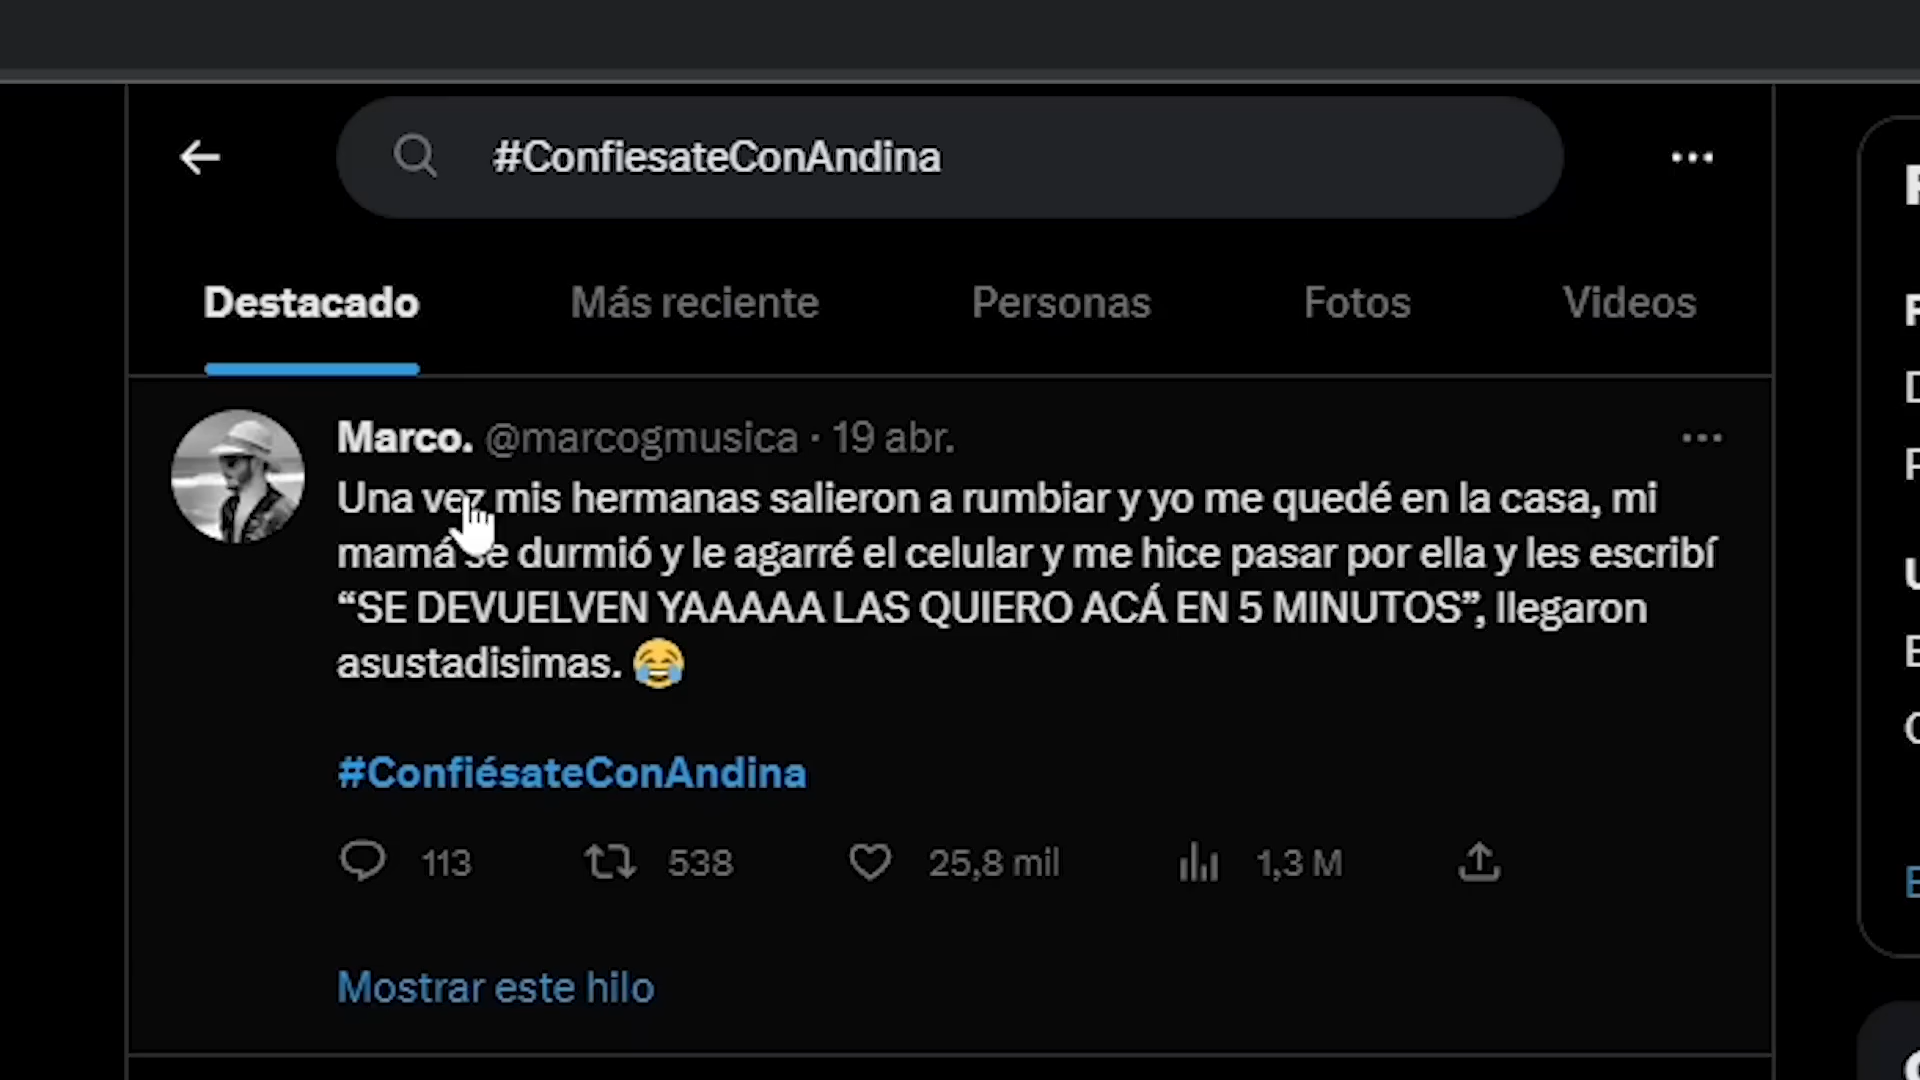 #ConfiesateConAndina
Destacado Más reciente Personas Fotos Videos
Marco. @marcogmusica · 19 abr.
Una vez mis hermanas salieron a rumbiar y yo me quedé en la casa, mi
mamá se durmió y le agarré el celular y me hice pasar por ella y les escribí
“SE DEVUELVEN YAAAAA LAS QUIERO ACÁ EN 5 MINUTOS”, llegaron
asustadisimas. 😂
#ConfiésateConAndina
113 538 25,8 mil 1,3 M
Mostrar este hilo